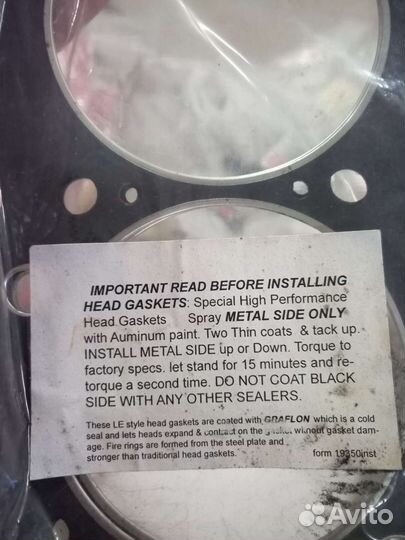 IMPORTANT READ BEFORE INSTALLING
HEAD GASKETS: Special High Performance
Head Gaskets Spray METAL SIDE ONLY
with Auminum paint. Two Thin coats & tack up.
INSTALL METAL SIDE up or Down. Torque to
factory specs. let stand for 15 minutes and re-
torque a second time. DO NOT COAT BLACK
SIDE WITH ANY OTHER SEALERS.
These LE style head gaskets are coated with GRAFLON which is a cold
seal and lets heads expand & contract on the gasket without gasket dam-
age. Fire rings are formed from the steel plate and
stronger than traditional head gaskets. form 19350inst
Avito